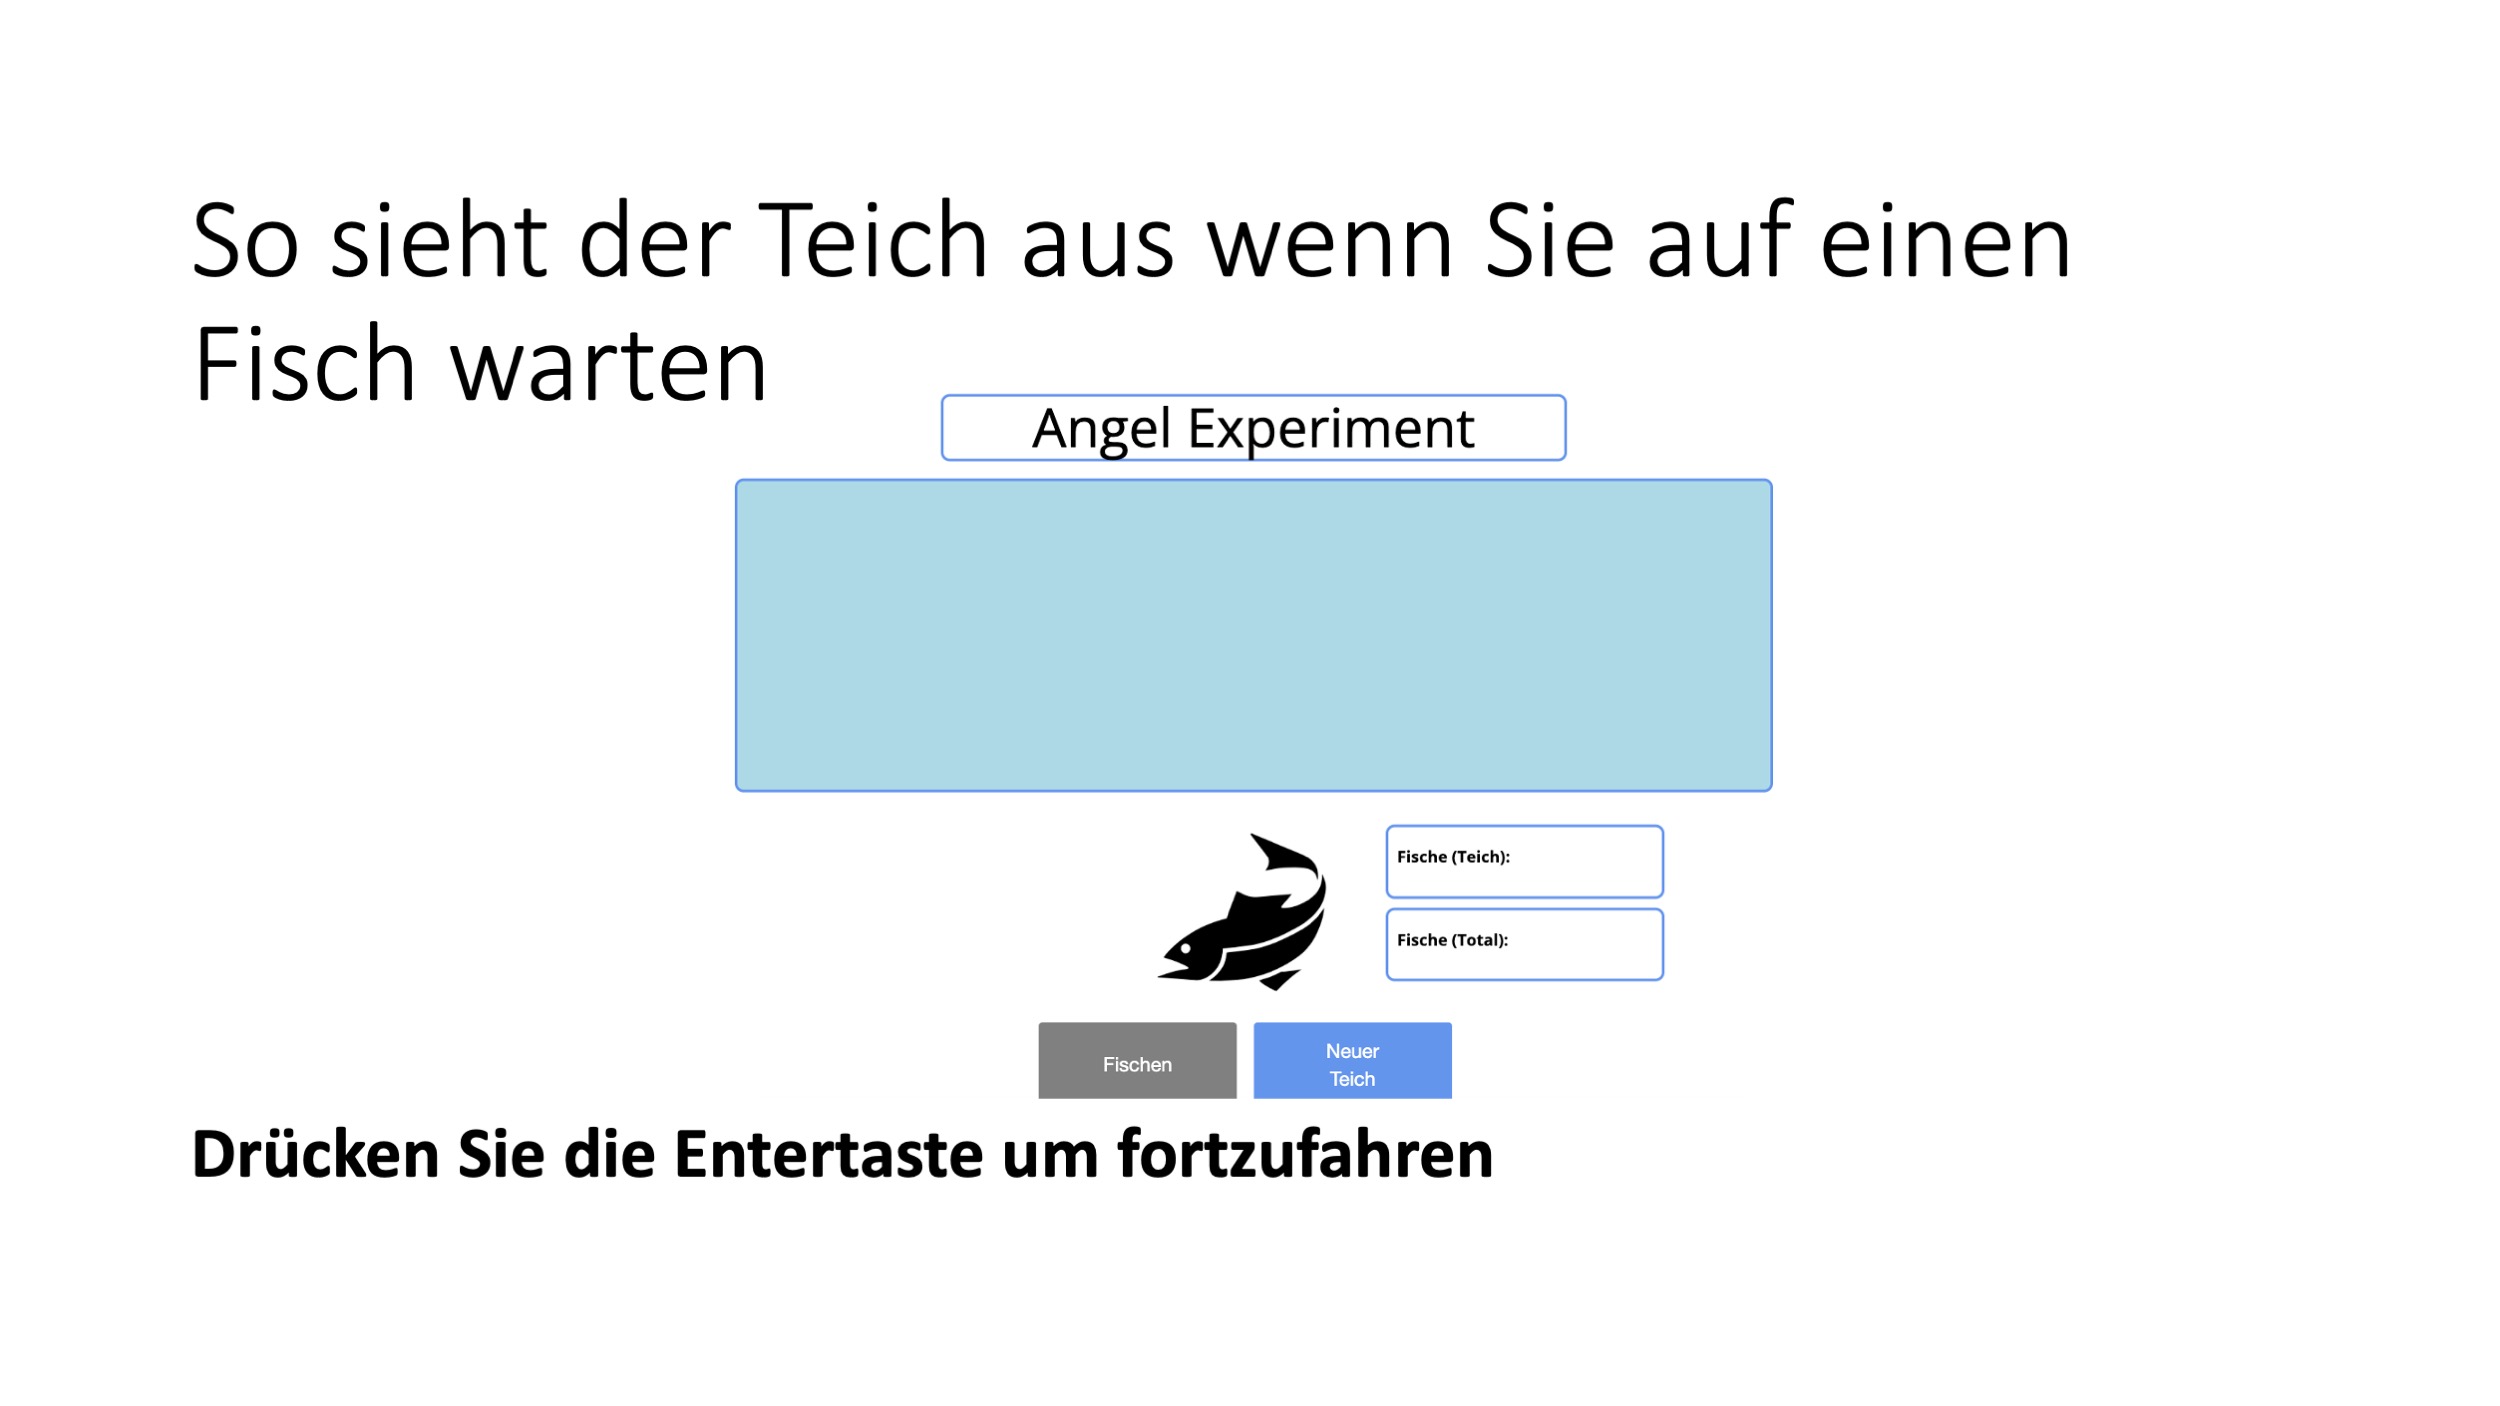 So sieht der Teich aus wenn Sie auf einen
Fisch warten
Angel Experiment
Fische (Teich):
Fische (Total):
Fischen
Neuer
Teich
Drücken Sie die Entertaste um fortzufahren